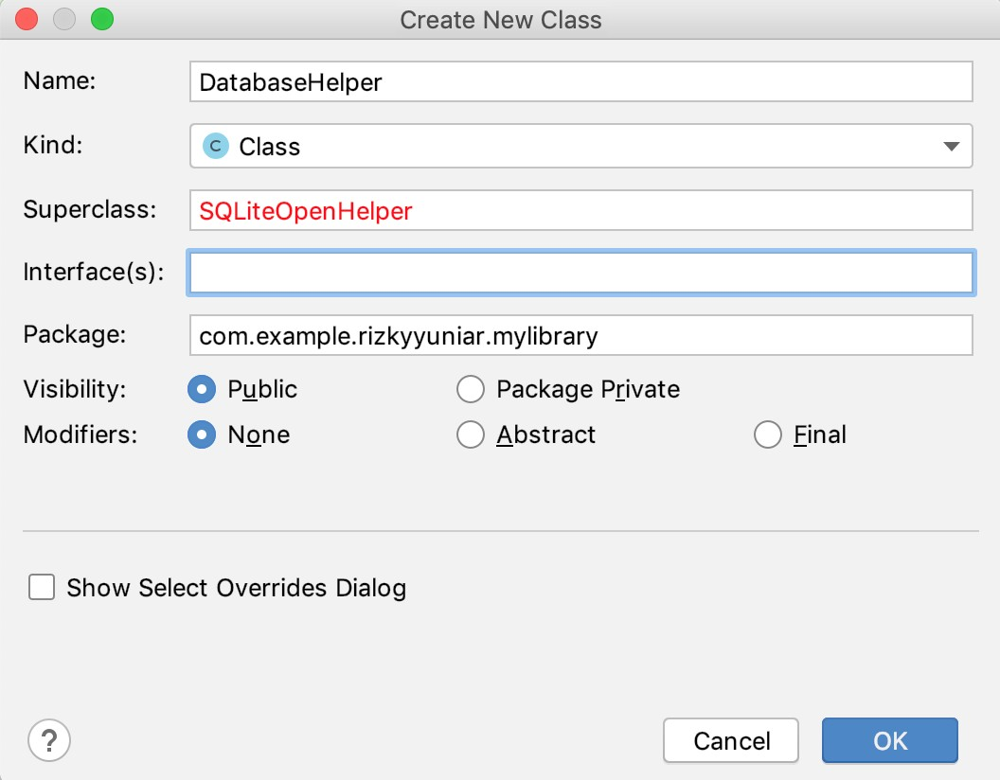 Create New Class
Name: DatabaseHelper
Kind: C Class
Superclass: SQLiteOpenHelper
Interface(s):
Package: com.example.rizkyyuniar.mylibrary
Visibility: Public Package Private
Modifiers: None Abstract Final
Show Select Overrides Dialog
? Cancel OK